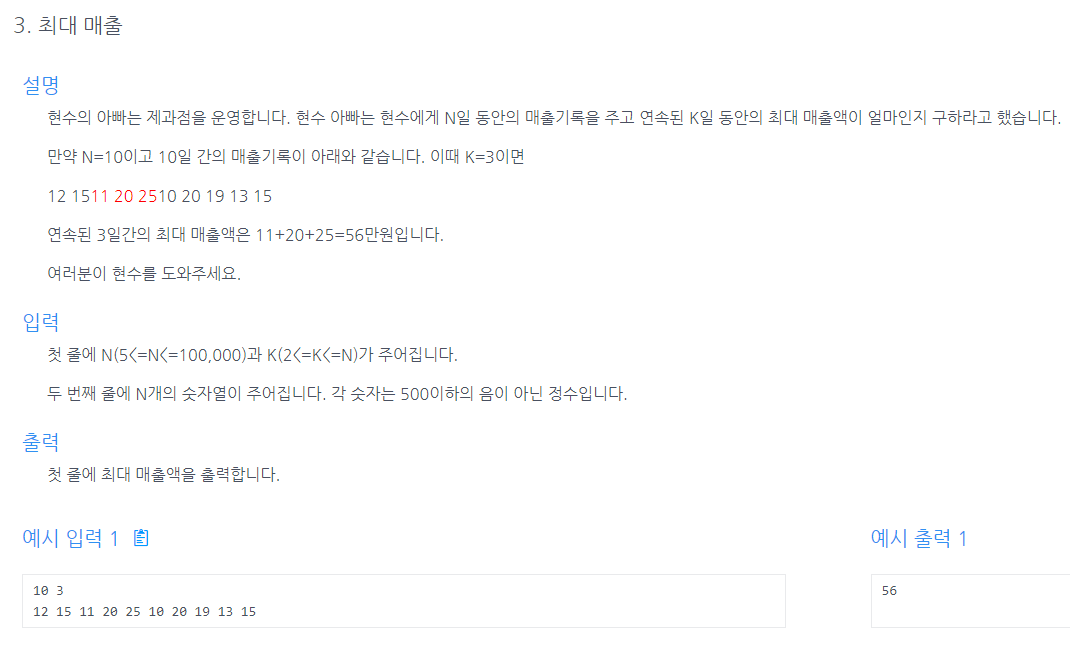 3. 최대 매출
설명
현수의 아빠는 제과점을 운영합니다. 현수 아빠는 현수에게 N일 동안의 매출기록을 주고 연속된 K일 동안의 최대 매출액이 얼마인지 구하라고 했습니다.
만약 N=10이고 10일 간의 매출기록이 아래와 같습니다. 이때 K=3이면
12 1511 20 2510 20 19 13 15
연속된 3일간의 최대 매출액은 11+20+25=56만원입니다.
여러분이 현수를 도와주세요.
입력
첫 줄에 N(5<=N<=100,000)과 K(2<=K<=N)가 주어집니다.
두 번째 줄에 N개의 숫자열이 주어집니다. 각 숫자는 500이하의 음이 아닌 정수입니다.
출력
첫 줄에 최대 매출액을 출력합니다.
예시 입력 1
10 3
12 15 11 20 25 10 20 19 13 15
예시 출력 1
56